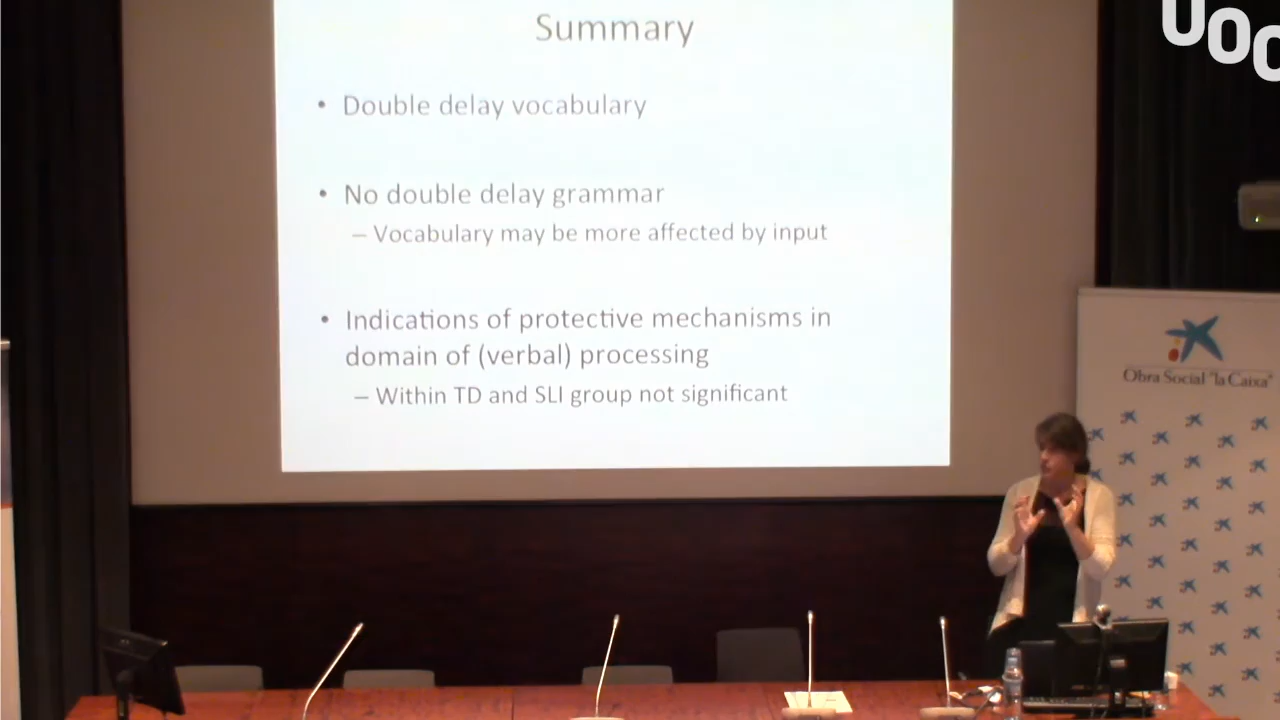 UOC
Summary
• Double delay vocabulary
• No double delay grammar
– Vocabulary may be more affected by input
• Indications of protective mechanisms in
domain of (verbal) processing
– Within TD and SLI group not significant
Obra Social "la Caixa"